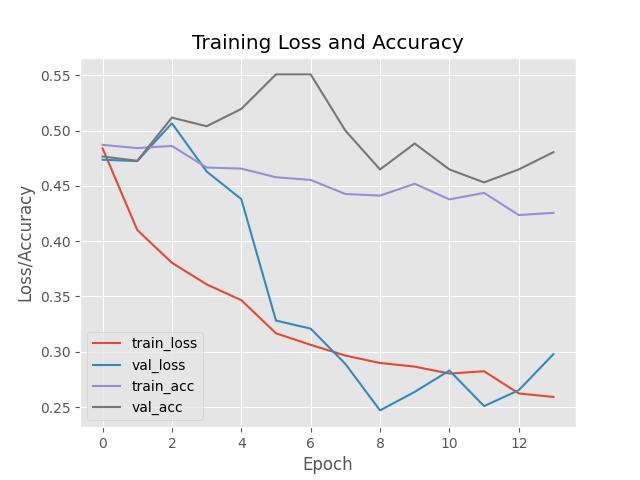 Training Loss and Accuracy
Loss/Accuracy
0.55
0.50
0.45
0.40
0.35
0.30
0.25
train_loss
val_loss
train_acc
val_acc
0 2 4 6 8 10 12
Epoch